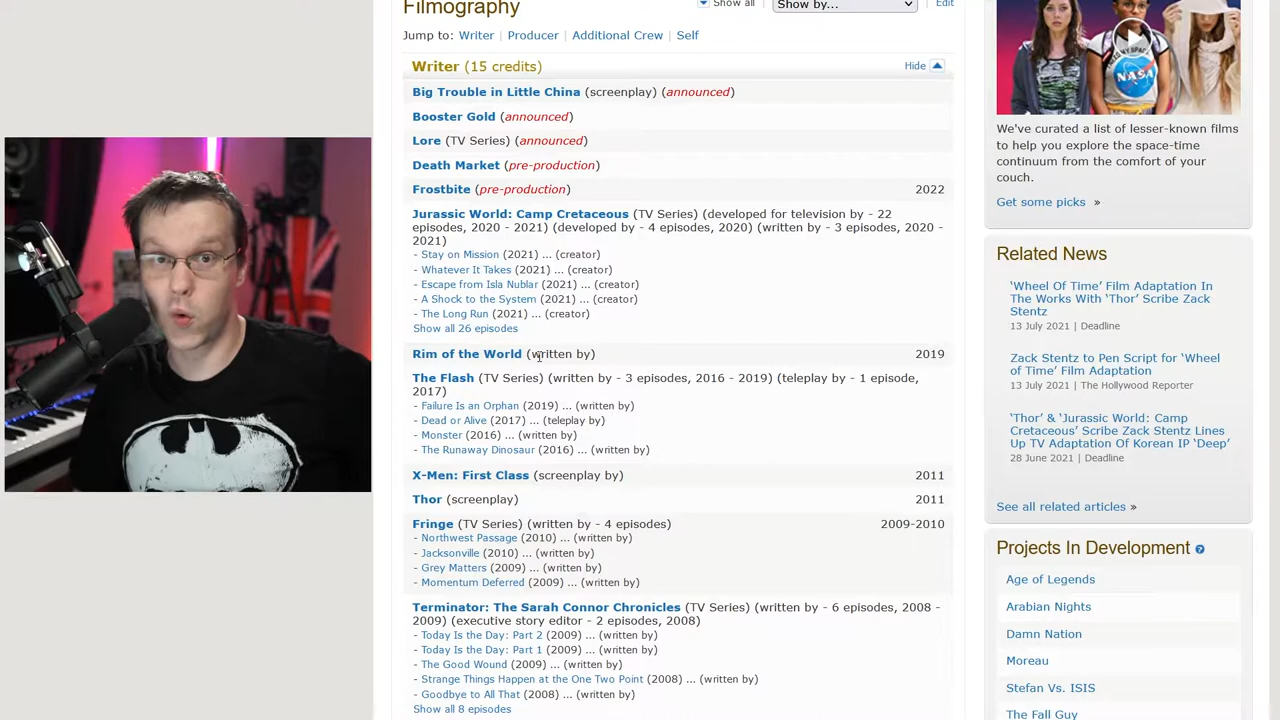 Filmography
Show all
Show by...
Edit
Jump to: Writer | Producer | Additional Crew | Self
Writer (15 credits)
Hide
Big Trouble in Little China (screenplay) (announced)
Booster Gold (announced)
Lore (TV Series) (announced)
Death Market (pre-production)
Frostbite (pre-production)
2022
Jurassic World: Camp Cretaceous (TV Series) (developed for television by - 22
episodes, 2020 - 2021) (developed by - 4 episodes, 2020) (written by - 3 episodes, 2020 -
2021)
- Stay on Mission (2021) ... (creator)
- Whatever It Takes (2021) ... (creator)
- Escape from Isla Nublar (2021) ... (creator)
- A Shock to the System (2021) ... (creator)
- The Long Run (2021) ... (creator)
Show all 26 episodes
Rim of the World (written by)
2019
The Flash (TV Series) (written by - 3 episodes, 2016 - 2019) (teleplay by - 1 episode,
2017)
- Failure Is an Orphan (2019) ... (written by)
- Dead or Alive (2017) ... (teleplay by)
- Monster (2016) ... (written by)
- The Runaway Dinosaur (2016) ... (written by)
X-Men: First Class (screenplay by)
2011
Thor (screenplay)
2011
Fringe (TV Series) (written by - 4 episodes)
2009-2010
- Northwest Passage (2010) ... (written by)
- Jacksonville (2010) ... (written by)
- Grey Matters (2009) ... (written by)
- Momentum Deferred (2009) ... (written by)
Terminator: The Sarah Connor Chronicles (TV Series) (written by - 6 episodes, 2008 -
2009) (executive story editor - 2 episodes, 2008)
- Today Is the Day: Part 2 (2009) ... (written by)
- Today Is the Day: Part 1 (2009) ... (written by)
- The Good Wound (2009) ... (written by)
- Strange Things Happen at the One Two Point (2008) ... (written by)
- Goodbye to All That (2008) ... (written by)
Show all 8 episodes
MY SPACE
NASA
We've curated a list of lesser-known films
to help you explore the space-time
continuum from the comfort of your
couch.
Get some picks »
Related News
‘Wheel Of Time’ Film Adaptation In
The Works With ‘Thor’ Scribe Zack
Stentz
13 July 2021 | Deadline
Zack Stentz to Pen Script for ‘Wheel
of Time’ Film Adaptation
13 July 2021 | The Hollywood Reporter
‘Thor’ & ‘Jurassic World: Camp
Cretaceous’ Scribe Zack Stentz Lines
Up TV Adaptation Of Korean IP ‘Deep’
28 June 2021 | Deadline
See all related articles »
Projects In Development ?
Age of Legends
Arabian Nights
Damn Nation
Moreau
Stefan Vs. ISIS
The Fall Guy